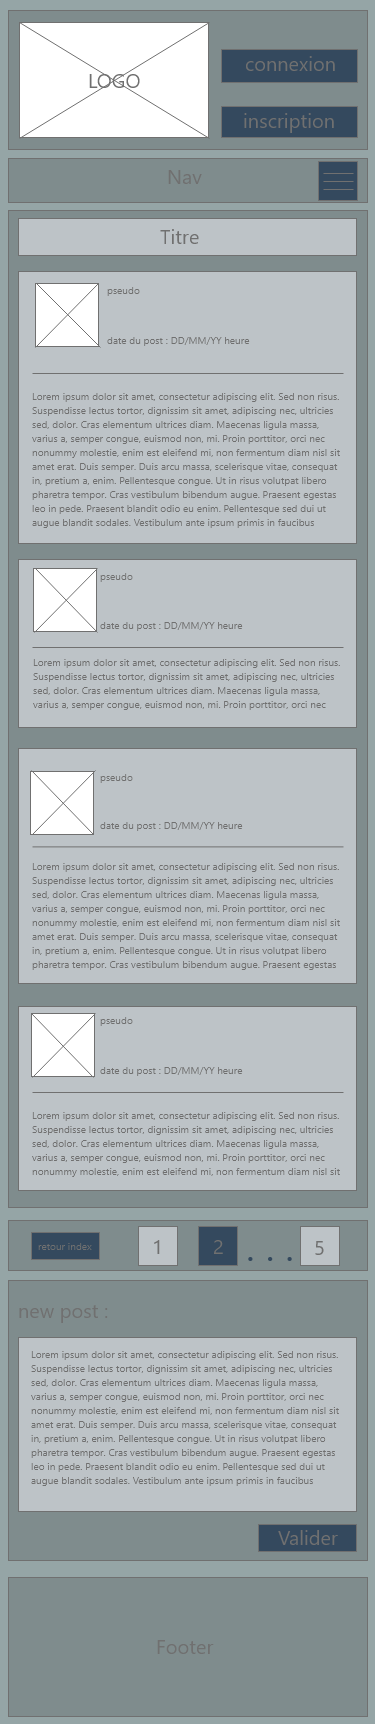 LOGO
connexion
inscription
Nav
Titre
pseudo
date du post : DD/MM/YY heure
Lorem ipsum dolor sit amet, consectetur adipiscing elit. Sed non risus.
Suspendisse lectus tortor, dignissim sit amet, adipiscing nec, ultricies
sed, dolor. Cras elementum ultrices diam. Maecenas ligula massa,
varius a, semper congue, euismod non, mi. Proin porttitor, orci nec
nonummy molestie, enim est eleifend mi, non fermentum diam nisl sit
amet erat. Duis semper. Duis arcu massa, scelerisque vitae, consequat
in, pretium a, enim. Pellentesque congue. Ut in risus volutpat libero
pharetra tempor. Cras vestibulum bibendum augue. Praesent egestas
leo in pede. Praesent blandit odio eu enim. Pellentesque sed dui ut
augue blandit sodales. Vestibulum ante ipsum primis in faucibus
pseudo
date du post : DD/MM/YY heure
Lorem ipsum dolor sit amet, consectetur adipiscing elit. Sed non risus.
Suspendisse lectus tortor, dignissim sit amet, adipiscing nec, ultricies
sed, dolor. Cras elementum ultrices diam. Maecenas ligula massa,
varius a, semper congue, euismod non, mi. Proin porttitor, orci nec
pseudo
date du post : DD/MM/YY heure
Lorem ipsum dolor sit amet, consectetur adipiscing elit. Sed non risus.
Suspendisse lectus tortor, dignissim sit amet, adipiscing nec, ultricies
sed, dolor. Cras elementum ultrices diam. Maecenas ligula massa,
varius a, semper congue, euismod non, mi. Proin porttitor, orci nec
nonummy molestie, enim est eleifend mi, non fermentum diam nisl sit
amet erat. Duis semper. Duis arcu massa, scelerisque vitae, consequat
in, pretium a, enim. Pellentesque congue. Ut in risus volutpat libero
pharetra tempor. Cras vestibulum bibendum augue. Praesent egestas
pseudo
date du post : DD/MM/YY heure
Lorem ipsum dolor sit amet, consectetur adipiscing elit. Sed non risus.
Suspendisse lectus tortor, dignissim sit amet, adipiscing nec, ultricies
sed, dolor. Cras elementum ultrices diam. Maecenas ligula massa,
varius a, semper congue, euismod non, mi. Proin porttitor, orci nec
nonummy molestie, enim est eleifend mi, non fermentum diam nisl sit
retour index 1 2 . . . 5
new post :
Lorem ipsum dolor sit amet, consectetur adipiscing elit. Sed non risus.
Suspendisse lectus tortor, dignissim sit amet, adipiscing nec, ultricies
sed, dolor. Cras elementum ultrices diam. Maecenas ligula massa,
varius a, semper congue, euismod non, mi. Proin porttitor, orci nec
nonummy molestie, enim est eleifend mi, non fermentum diam nisl sit
amet erat. Duis semper. Duis arcu massa, scelerisque vitae, consequat
in, pretium a, enim. Pellentesque congue. Ut in risus volutpat libero
pharetra tempor. Cras vestibulum bibendum augue. Praesent egestas
leo in pede. Praesent blandit odio eu enim. Pellentesque sed dui ut
augue blandit sodales. Vestibulum ante ipsum primis in faucibus
Valider
Footer